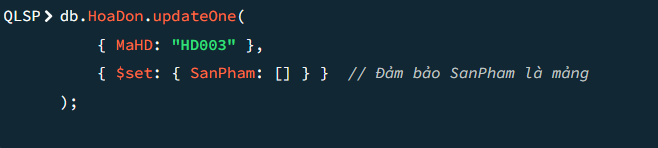 QLSP> db.HoaDon.updateOne(
{ MaHD: "HD003" },
{ $set: { SanPham: [] } } // Đảm bảo SanPham là mảng
);